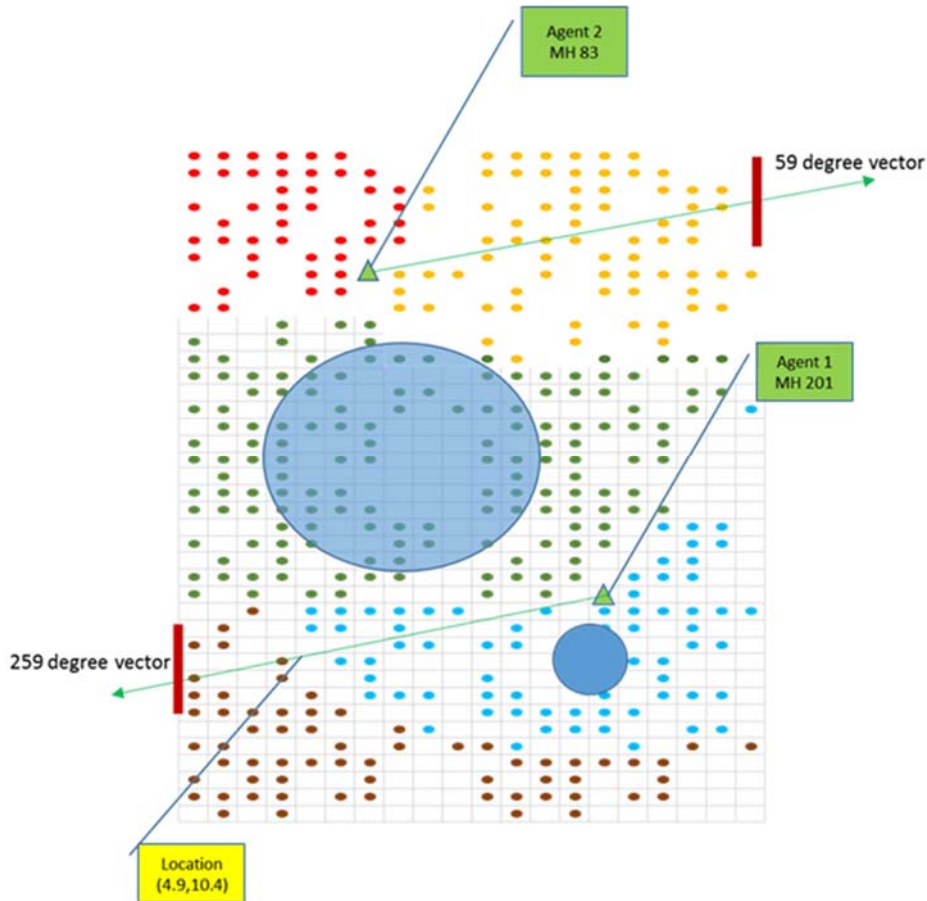 Agent 2
MH 83
59 degree vector
Agent 1
MH 201
259 degree vector
Location
(4.9,10.4)